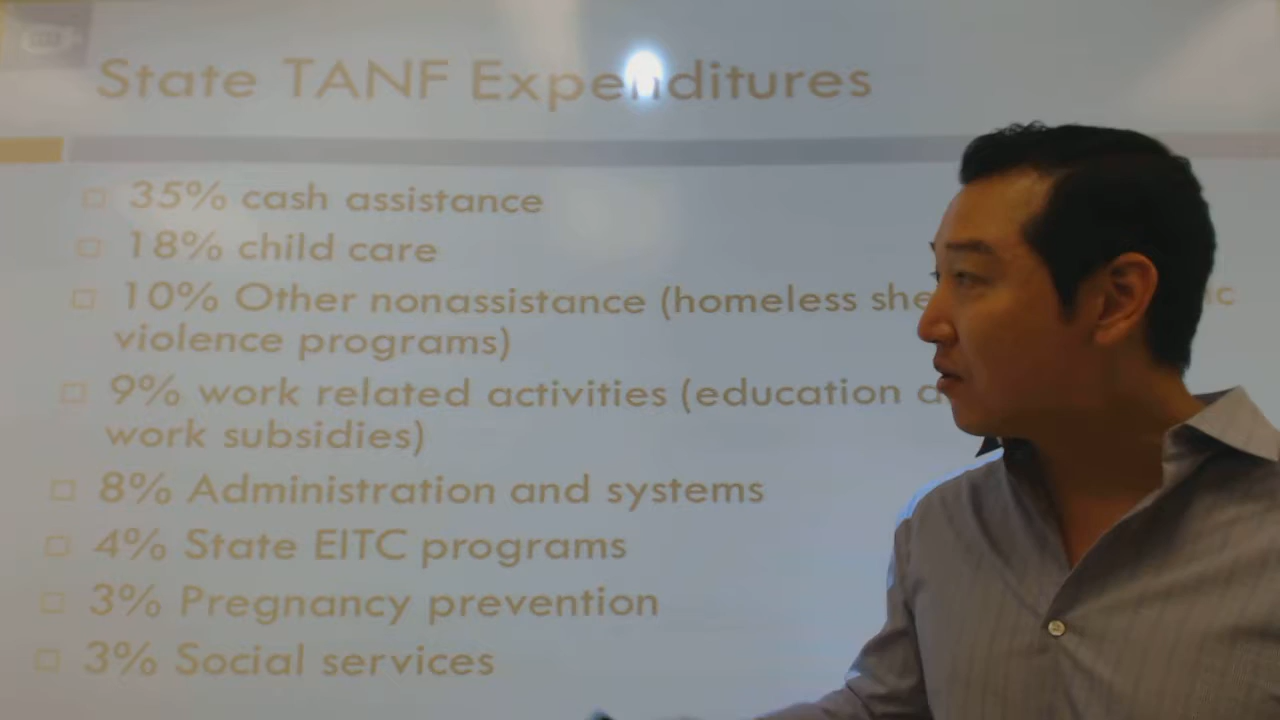 State TANF Expenditures
35% cash assistance
18% child care
10% Other nonassistance (homeless
violence programs)
9% work related activities (education
work subsidies)
8% Administration and systems
4% State EITC programs
3% Pregnancy prevention
3% Social services